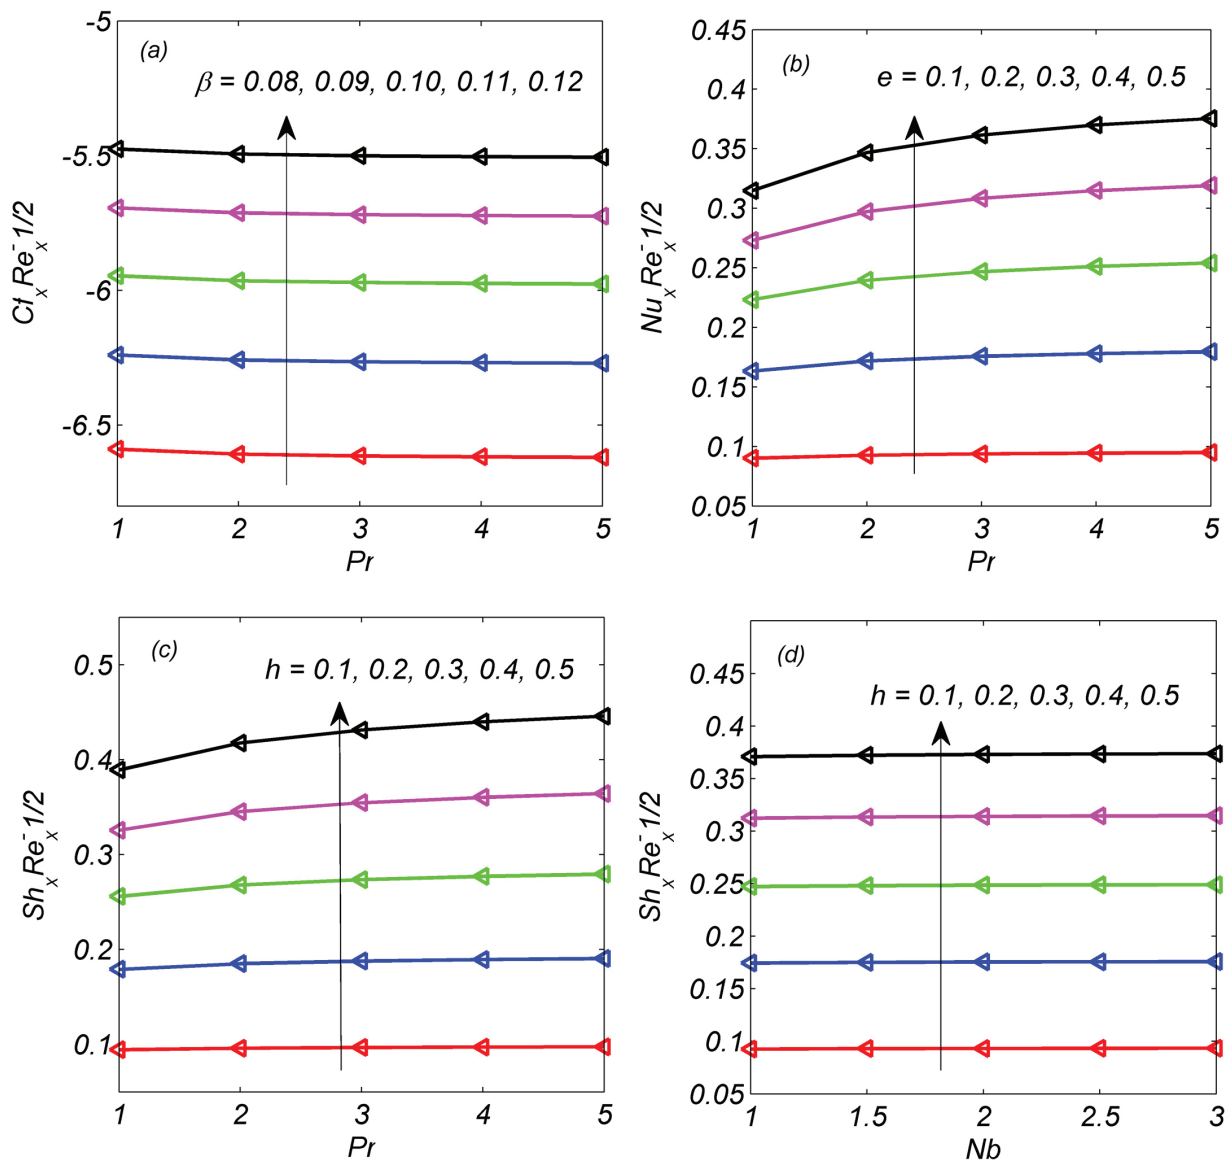 (a)
β = 0.08, 0.09, 0.10, 0.11, 0.12
-5
-5.5
-6
-6.5
Cf_x Re_x^- 1/2
1 2 3 4 5
Pr
(b)
e = 0.1, 0.2, 0.3, 0.4, 0.5
0.45
0.4
0.35
0.3
0.25
0.2
0.15
0.1
0.05
Nu_x Re_x^- 1/2
1 2 3 4 5
Pr
(c)
h = 0.1, 0.2, 0.3, 0.4, 0.5
0.5
0.4
0.3
0.2
0.1
Sh_x Re_x^- 1/2
1 2 3 4 5
Pr
(d)
h = 0.1, 0.2, 0.3, 0.4, 0.5
0.45
0.4
0.35
0.3
0.25
0.2
0.15
0.1
0.05
Sh_x Re_x^- 1/2
1 1.5 2 2.5 3
Nb